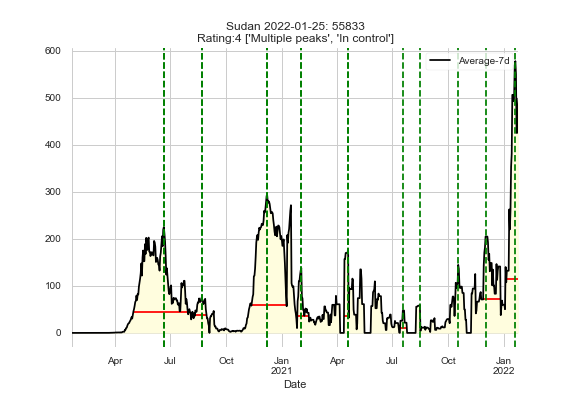 Sudan 2022-01-25: 55833
Rating:4 ['Multiple peaks', 'In control']
Average-7d
600
500
400
300
200
100
0
Apr Jul Oct Jan Apr Jul Oct Jan
2021 2022
Date